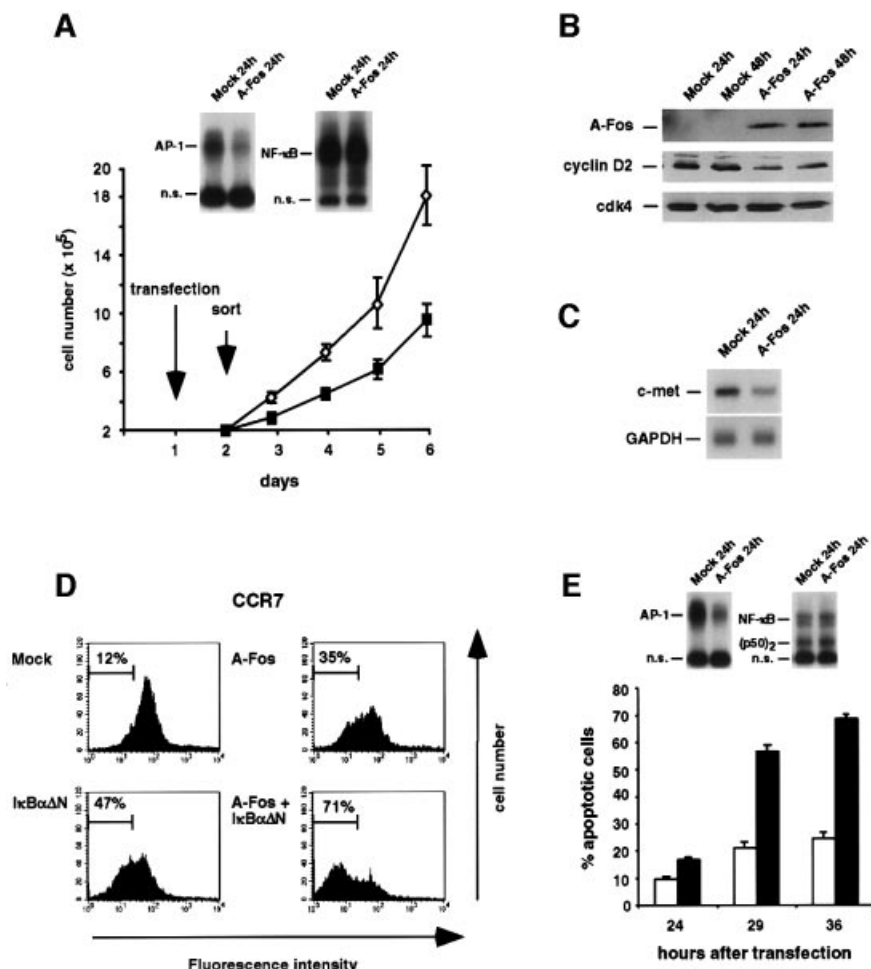 A
Mock 24h
A-Fos 24h
Mock 24h
A-Fos 24h
AP-1
NF-κB
n.s.
n.s.
20
18
14
10
6
2
cell number (x 10⁵)
transfection
sort
1 2 3 4 5 6
days
B
Mock 24h
Mock 48h
A-Fos 24h
A-Fos 48h
A-Fos
cyclin D2
cdk4
C
Mock 24h
A-Fos 24h
c-met
GAPDH
D
CCR7
Mock
12%
A-Fos
35%
IκBαΔN
47%
A-Fos +
IκBαΔN
71%
cell number
Fluorescence intensity
E
Mock 24h
A-Fos 24h
Mock 24h
A-Fos 24h
AP-1
NF-κB
(p50)₂
n.s.
n.s.
80
70
60
50
40
30
20
10
% apoptotic cells
24 29 36
hours after transfection